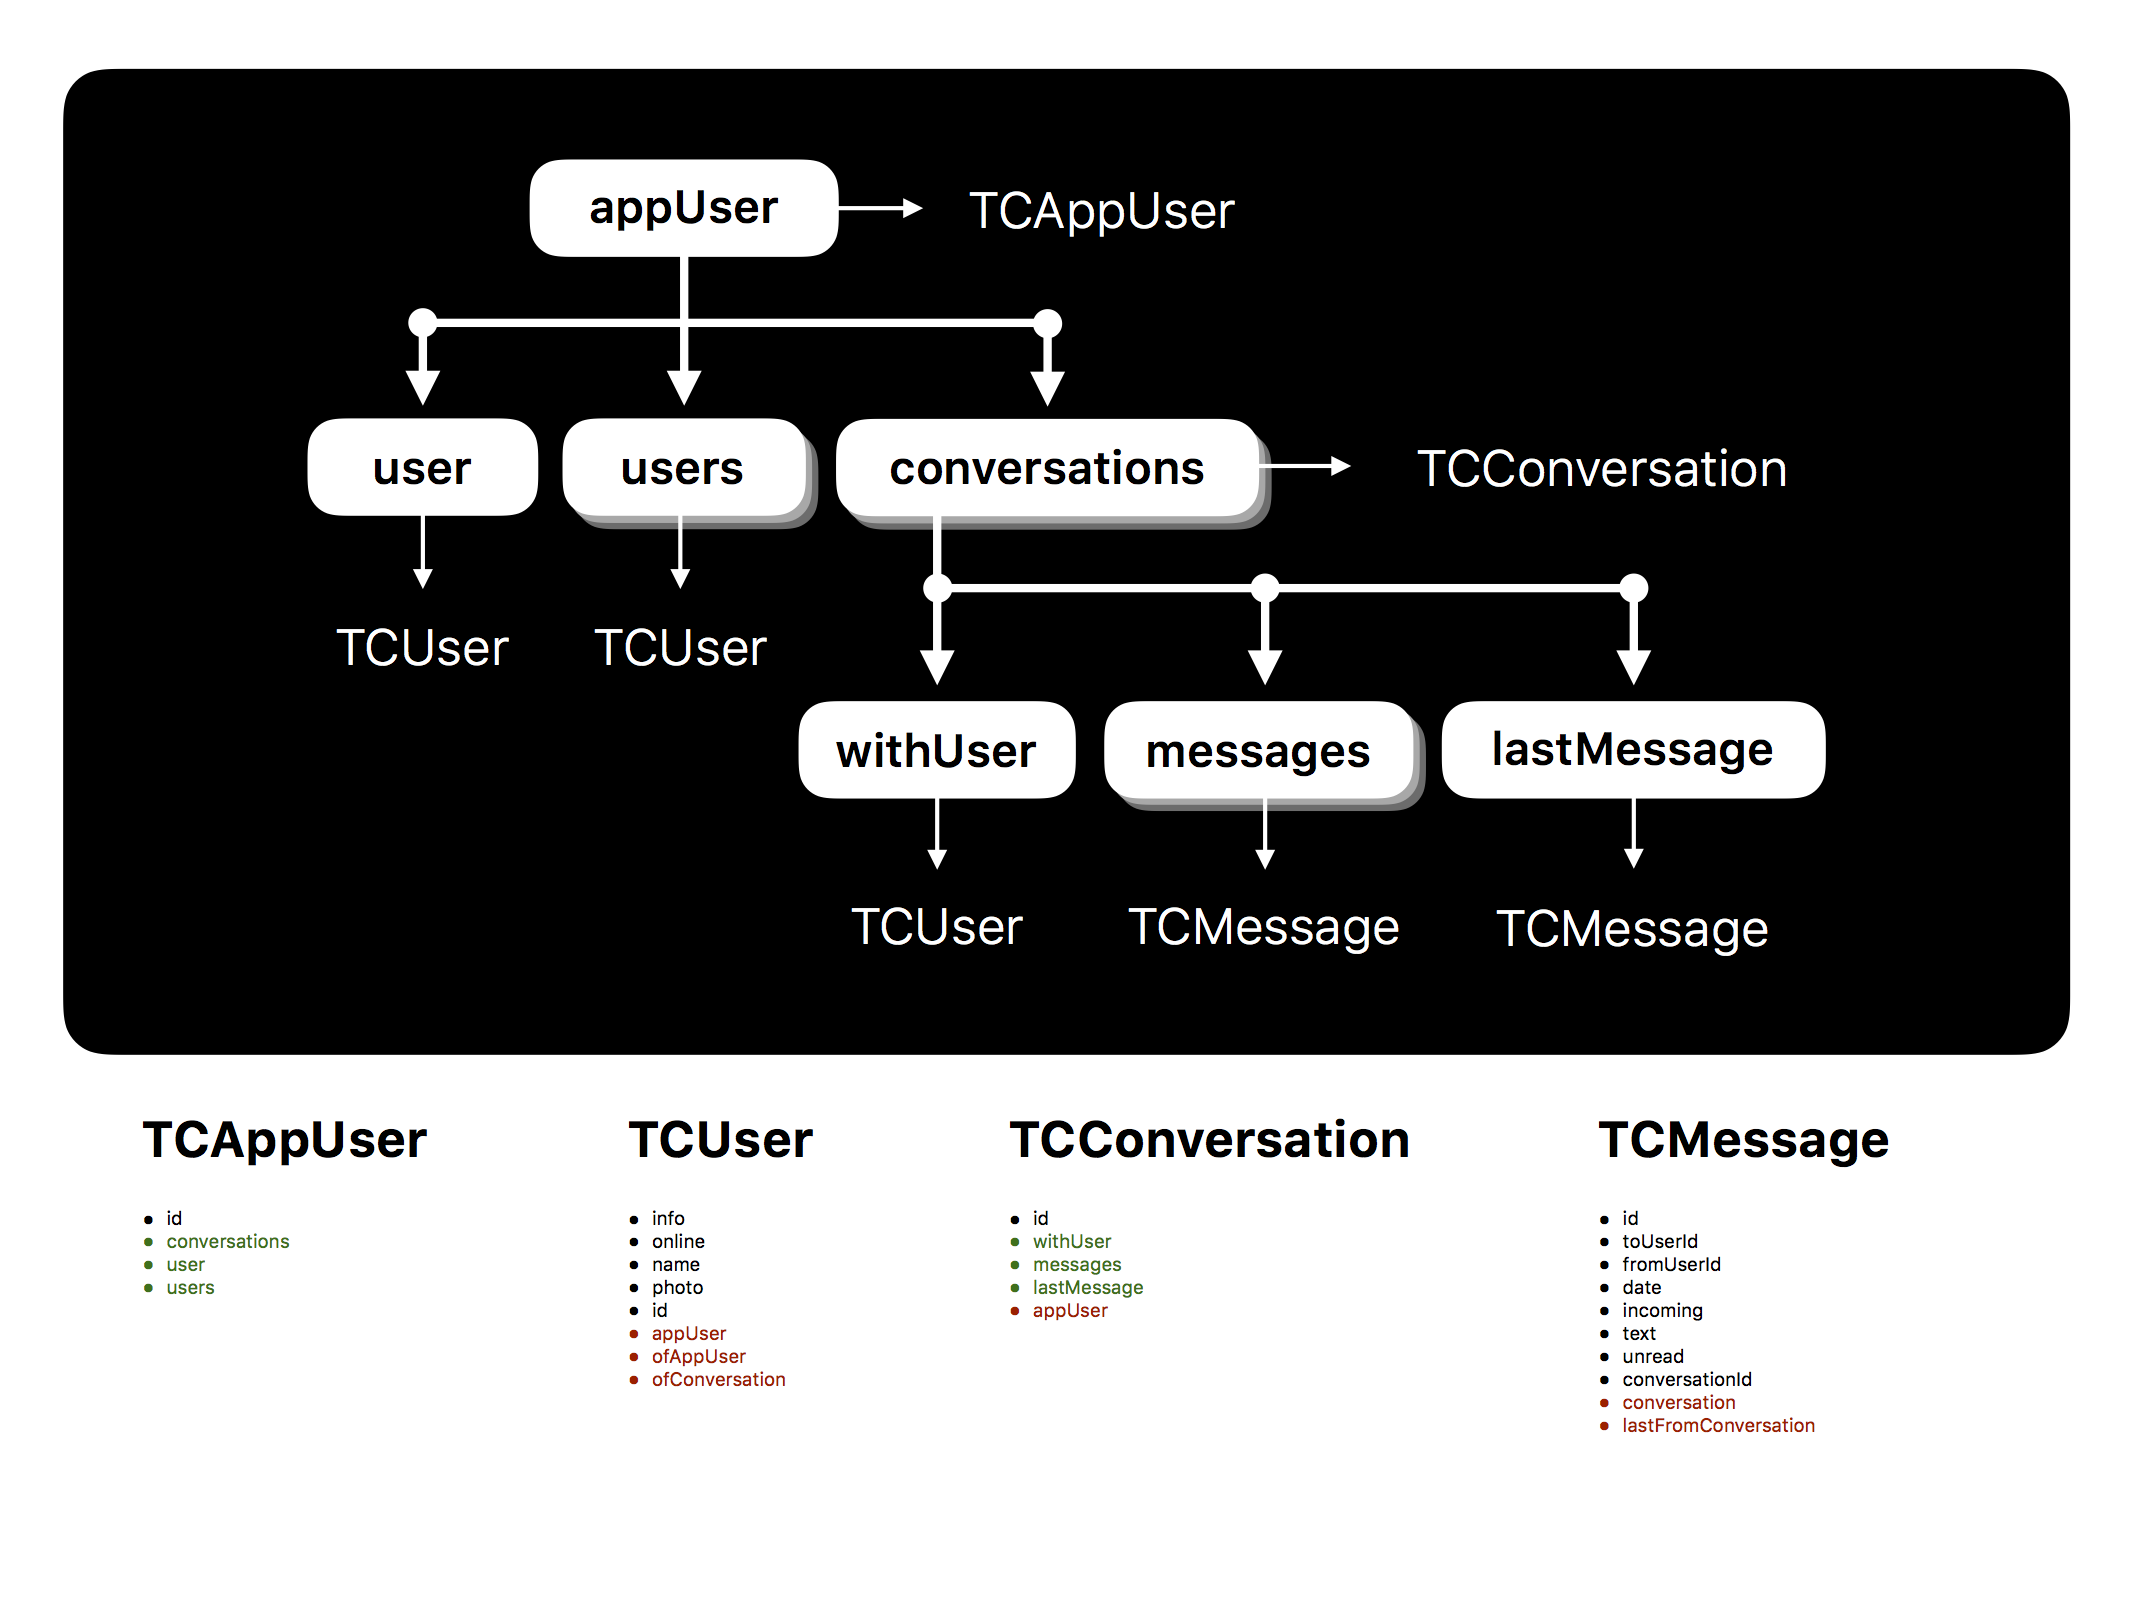 appUser
TCAppUser
user
users
conversations
TCConversation
TCUser
TCUser
withUser
messages
lastMessage
TCUser
TCMessage
TCMessage
TCAppUser
• id
• conversations
• user
• users
TCUser
• info
• online
• name
• photo
• id
• appUser
• ofAppUser
• ofConversation
TCConversation
• id
• withUser
• messages
• lastMessage
• appUser
TCMessage
• id
• toUserId
• fromUserId
• date
• incoming
• text
• unread
• conversationId
• conversation
• lastFromConversation